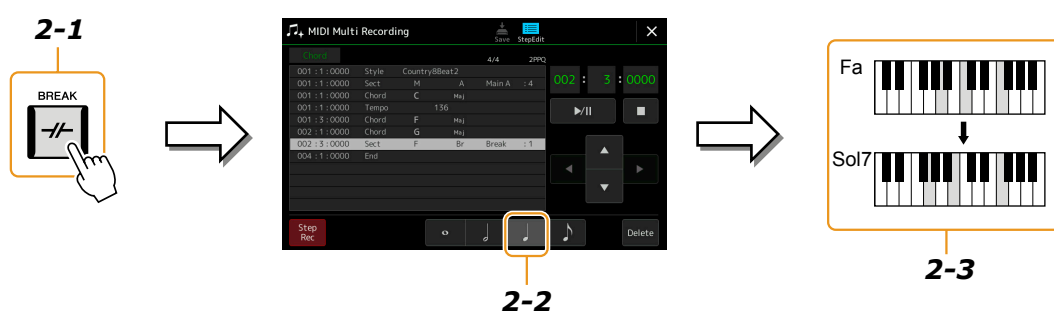 2-1
BREAK
MIDI Multi Recording
Save
StepEdit
Chord
4/4 2PPQ
001 : 1 : 0000 Style Country8Beat2
001 : 1 : 0000 Sect M A Main A : 4
001 : 1 : 0000 Chord C Maj
001 : 1 : 0000 Tempo 136
001 : 3 : 0000 Chord F Maj
002 : 1 : 0000 Chord G Maj
002 : 3 : 0000 Sect F Br Break : 1
004 : 1 : 0000 End
002 : 3 : 0000
Step
Rec
Delete
2-2
Fa
Sol7
2-3